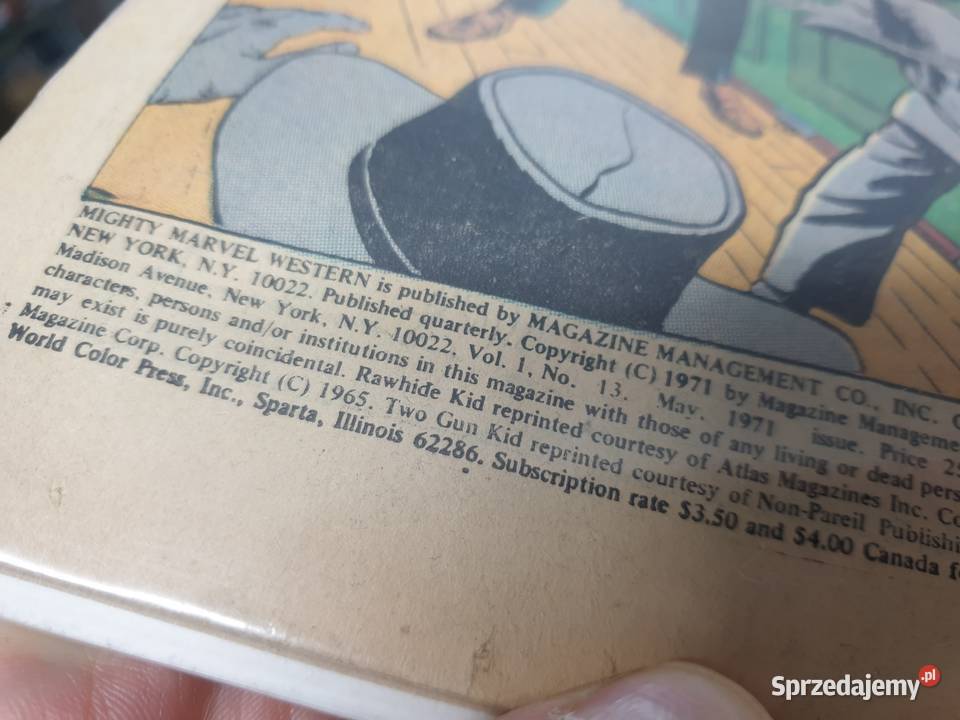 MIGHTY MARVEL WESTERN is published by MAGAZINE MANAGEMENT CO., INC.
NEW YORK, N.Y. 10022. Published quarterly. Copyright (C) 1971 by Magazine Manageme
Madison Avenue, New York, N.Y. 10022. Vol. 1, No. 13. May, 1971 issue. Price 25
characters, persons and/or institutions in this magazine with those of any living or dead pers
may exist is purely coincidental. Rawhide Kid reprinted courtesy of Atlas Magazines Inc. Co
Magazine Corp. Copyright (C) 1965. Two Gun Kid reprinted courtesy of Non-Pareil Publishi
World Color Press, Inc., Sparta, Illinois 62286. Subscription rate $3.50 and $4.00 Canada f
Sprzedajemy.pl